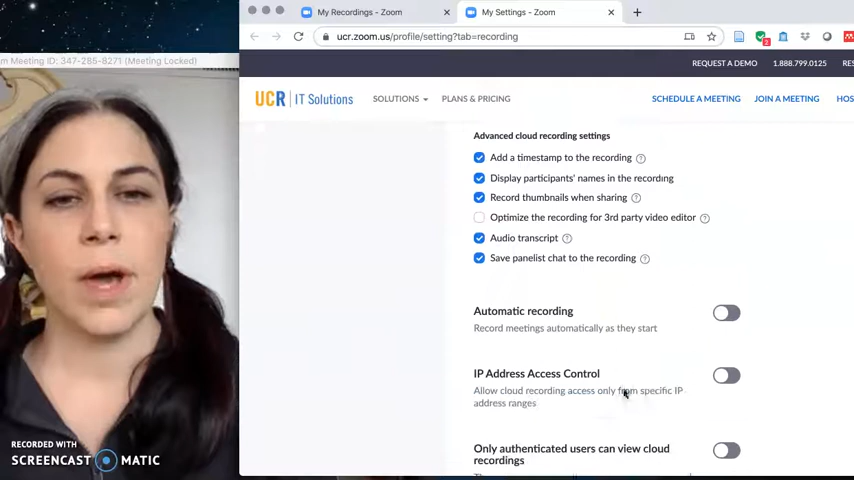 My Recordings - Zoom
My Settings - Zoom
m Meeting ID: 347-285-8271 (Meeting Locked)
ucr.zoom.us/profile/setting?tab=recording
REQUEST A DEMO 1.888.799.0125 RES
UCR | IT Solutions
SOLUTIONS
PLANS & PRICING
SCHEDULE A MEETING
JOIN A MEETING
HOS
Advanced cloud recording settings
Add a timestamp to the recording
Display participants' names in the recording
Record thumbnails when sharing
Optimize the recording for 3rd party video editor
Audio transcript
Save panelist chat to the recording
Automatic recording
Record meetings automatically as they start
IP Address Access Control
Allow cloud recording access only from specific IP
address ranges
Only authenticated users can view cloud
recordings
RECORDED WITH
SCREENCAST MATIC